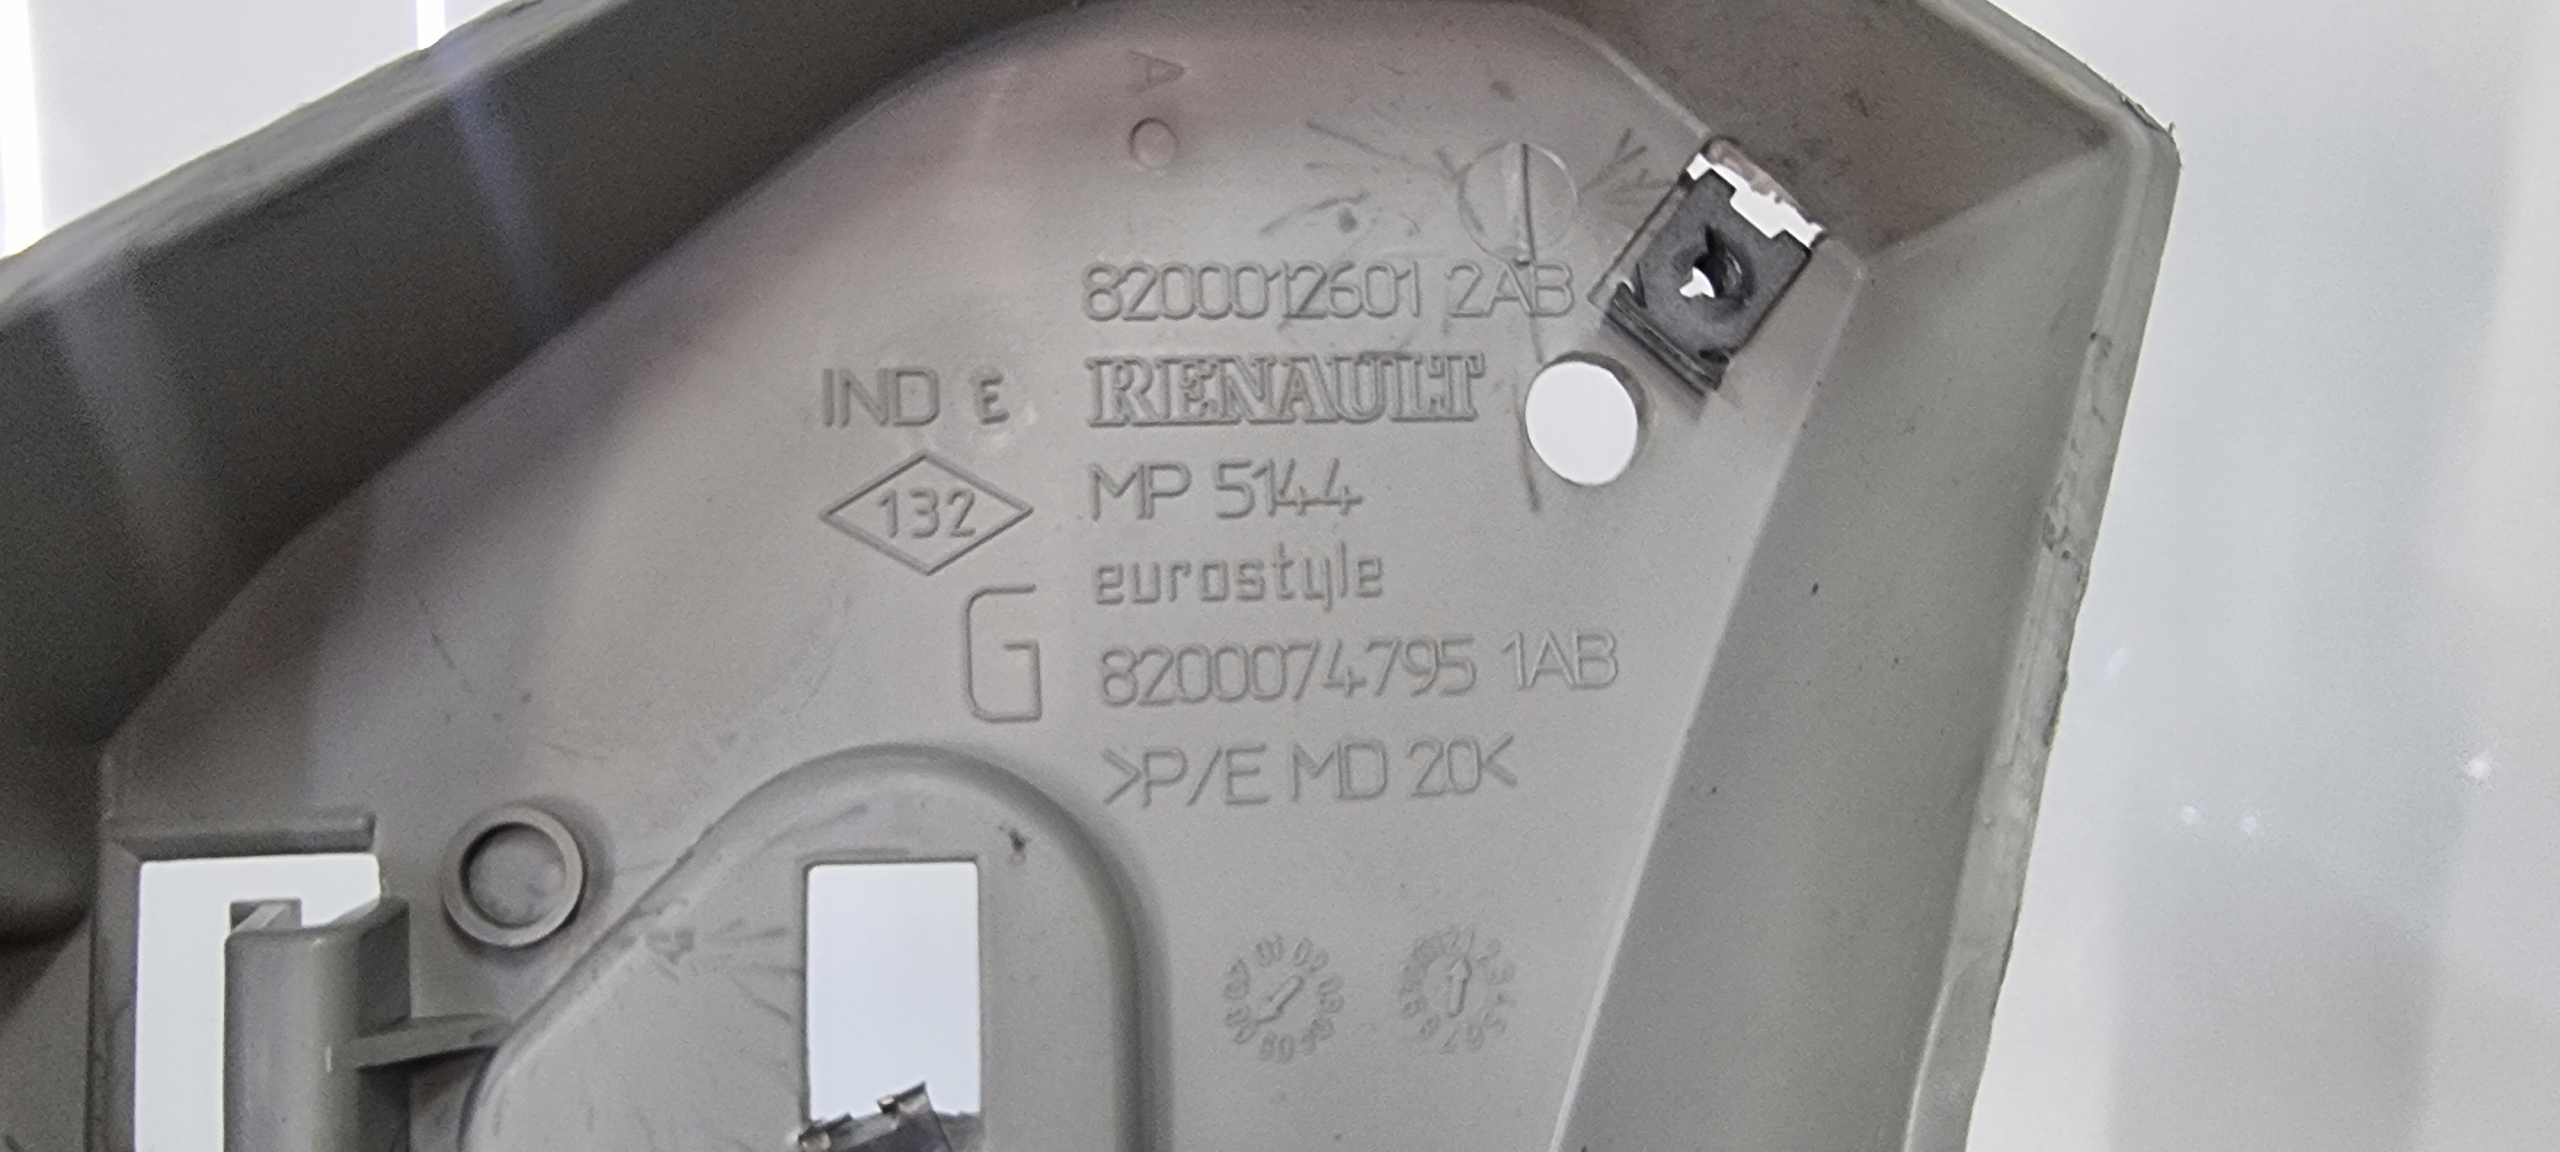 A
8200012601 2AB
IND E
RENAULT
132
MP 5144
eurostyle
G
8200074795 1AB
>P/E MD 20<